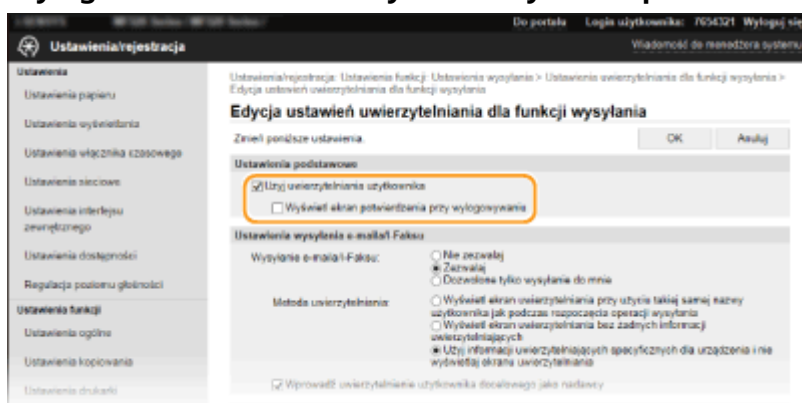 Do portalu Login użytkownika: 7654321 Wyloguj się
Ustawienia/rejestracja
Wiadomość do menedżera systemu
Ustawienia
Ustawienia papieru
Ustawienia wyświetlania
Ustawienia włącznika czasowego
Ustawienia sieciowe
Ustawienia interfejsu
zewnętrznego
Ustawienia dostępności
Regulacja poziomu głośności
Ustawienia funkcji
Ustawienia ogólne
Ustawienia kopiowania
Ustawienia drukarki
Ustawienia/rejestracja: Ustawienia funkcji: Ustawienia wysyłania > Ustawienia uwierzytelniania dla funkcji wysyłania >
Edycja ustawień uwierzytelniania dla funkcji wysyłania
Edycja ustawień uwierzytelniania dla funkcji wysyłania
Zmień poniższe ustawienia.
OK
Anuluj
Ustawienia podstawowe
Użyj uwierzytelniania użytkownika
Wyświetl ekran potwierdzenia przy wylogowywaniu
Ustawienia wysyłania e-maila/I-Faksu
Wysyłanie e-maila/I-Faksu:
Nie zezwalaj
Zezwalaj
Dozwolone tylko wysyłanie do mnie
Metoda uwierzytelniania:
Wyświetl ekran uwierzytelniania przy użyciu takiej samej nazwy
użytkownika jak podczas rozpoczęcia operacji wysyłania
Wyświetl ekran uwierzytelniania bez żadnych informacji
uwierzytelniających
Użyj informacji uwierzytelniających specyficznych dla urządzenia i nie
wyświetlaj ekranu uwierzytelniania
Wprowadź uwierzytelnienie użytkownika docelowego jako nadawcy